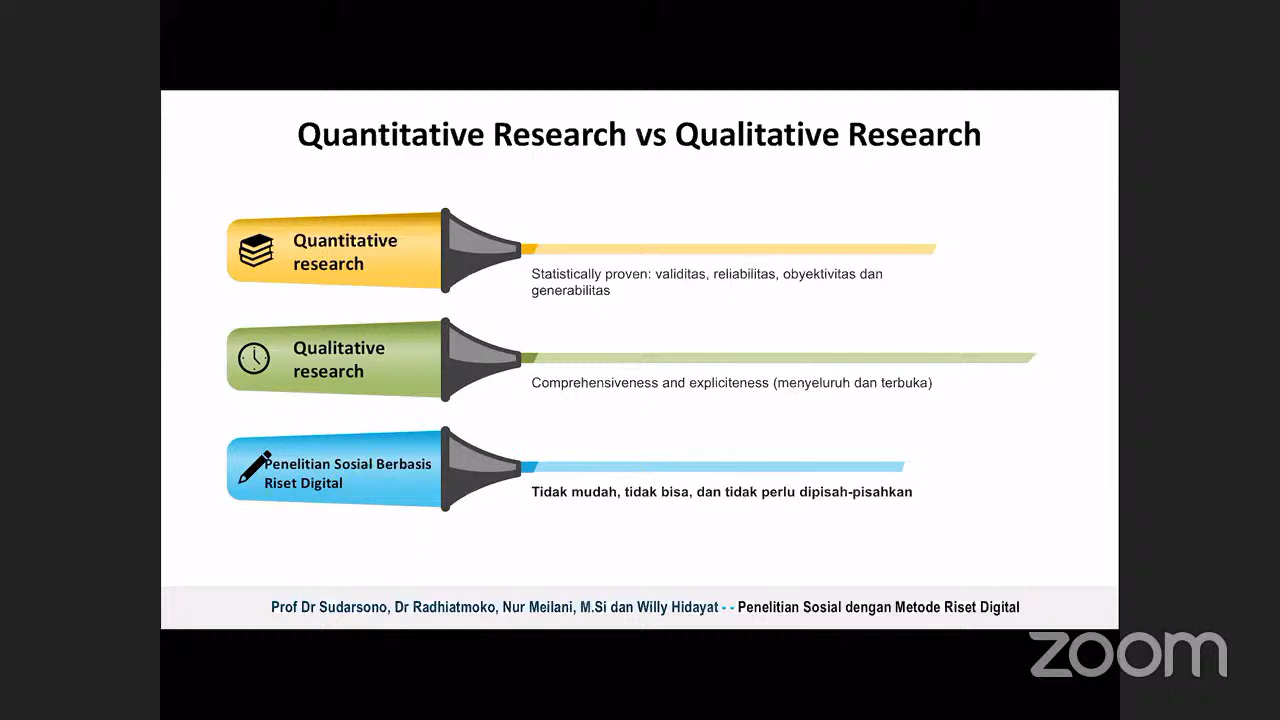 Quantitative Research vs Qualitative Research
Quantitative
research
Statistically proven: validitas, reliabilitas, obyektivitas dan
generabilitas
Qualitative
research
Comprehensiveness and expliciteness (menyeluruh dan terbuka)
Penelitian Sosial Berbasis
Riset Digital
Tidak mudah, tidak bisa, dan tidak perlu dipisah-pisahkan
Prof Dr Sudarsono, Dr Radhiatmoko, Nur Meilani, M.Si dan Willy Hidayat - - Penelitian Sosial dengan Metode Riset Digital
zoom